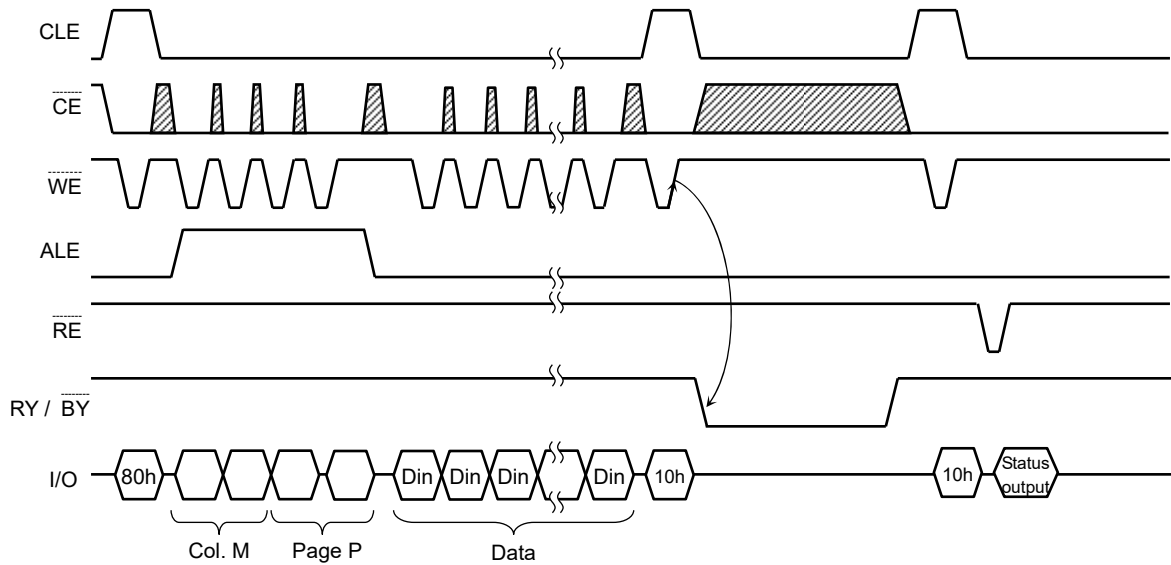 CLE
CE
WE
ALE
RE
RY / BY
I/O 80h Din Din Din Din 10h 10h Status output
Col. M Page P Data